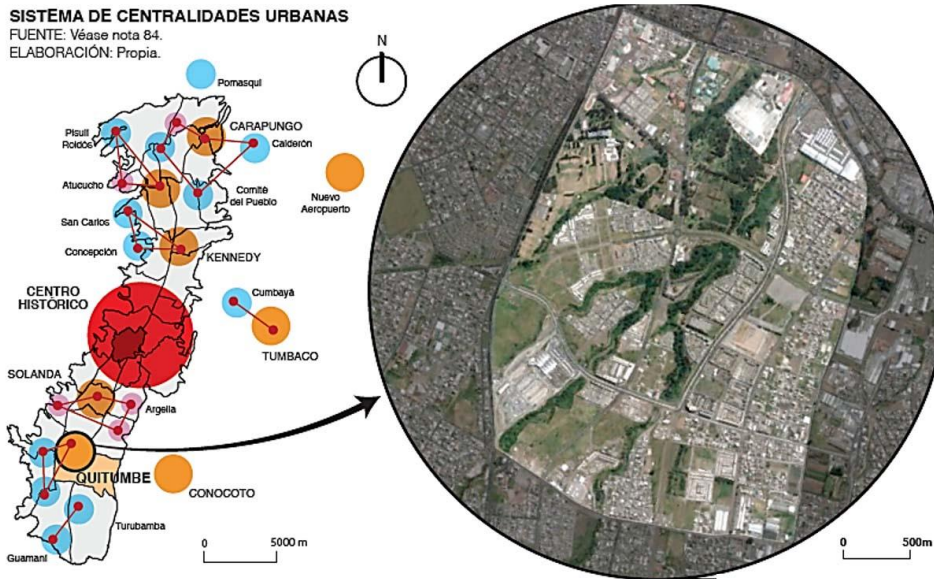 SISTEMA DE CENTRALIDADES URBANAS
FUENTE: Véase nota 84.
ELABORACIÓN: Propia.
N
Pomasqui
Pisulí
Roldós
CARAPUNGO
Calderón
Atucucho
Comité
del Pueblo
Nuevo
Aeropuerto
San Carlos
Concepción
KENNEDY
CENTRO
HISTÓRICO
Cumbayá
TUMBACO
SOLANDA
Argelia
QUITUMBE
CONOCOTO
Turubamba
Guamaní
0 5000 m
0 500m